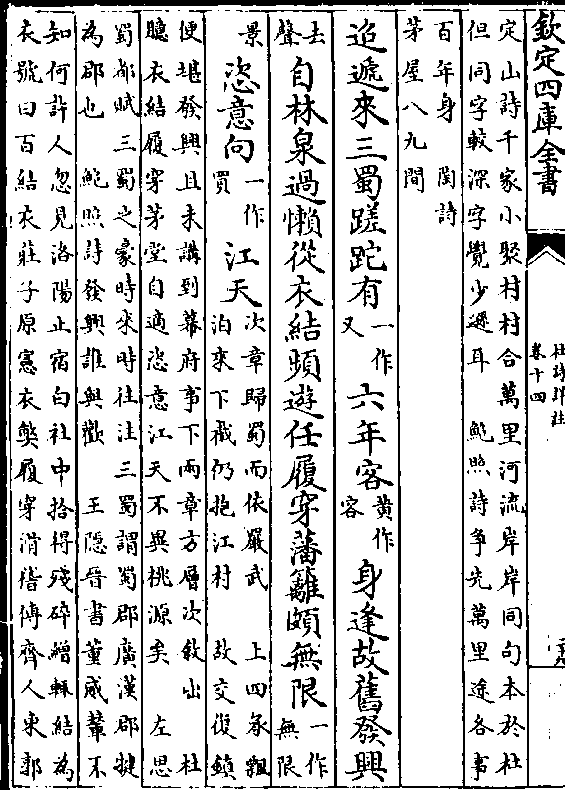 欽定四庫全書
杜詩詳註
卷十四
定山詩千家小聚村村合萬里河流岸岸同句本於杜
但同字較深字覺少遜耳　鮑照詩爭先萬里途各事
百年身　詩
茅屋八九間
迢遞來三蜀蹉跎有一作又六年客黃作容身逢故舊發興
去聲自林泉過懶從衣結頻遊任履穿藩籬頗無限一作無限
景恣意向一作買江天次章歸蜀而依嚴武　上四承飄
泊來下截仍抱江村　故交復鎮
便堪發興且未講到幕府事下兩章方層次敘出　杜
臆衣結履穿茅堂自適恣意江天不異桃源矣　左思
蜀都賦三蜀之豪時來時往注三蜀謂蜀郡廣漢郡揵
為郡也　鮑照詩發興誰與歡　王隱晉書董威輦不
知何許人忽見洛陽止宿白社中拾得殘碎繒輒結為
衣號曰百結衣莊子原憲衣獘履穿滑稽傳齊人東郭